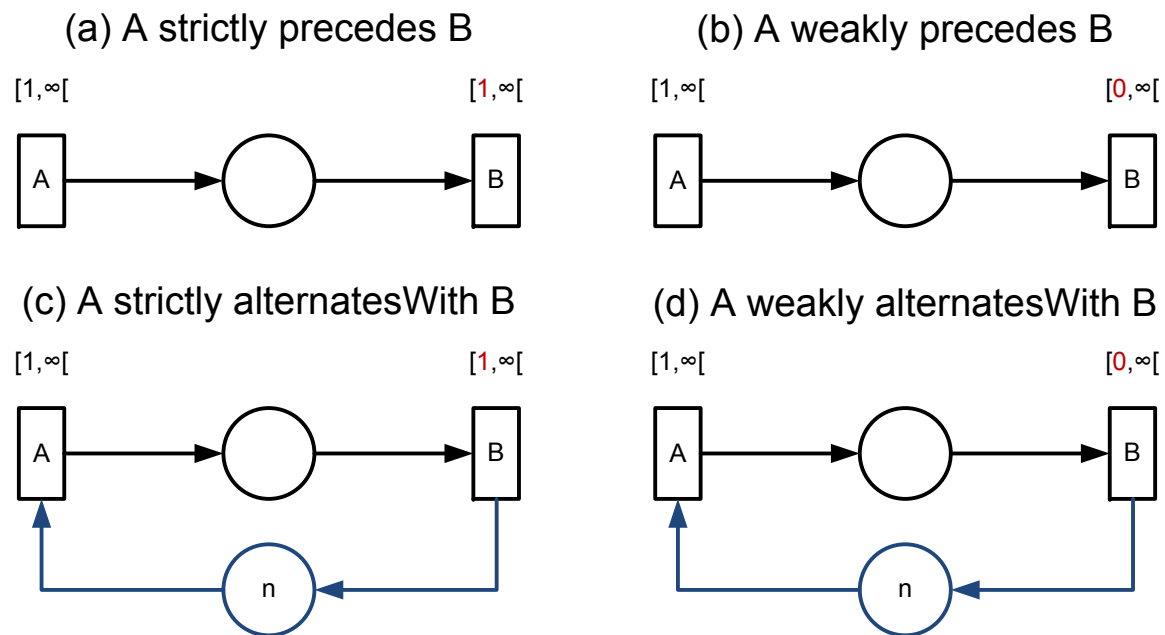 (a) A strictly precedes B
[1,∞[ [1,∞[
A B
(b) A weakly precedes B
[1,∞[ [0,∞[
A B
(c) A strictly alternatesWith B
[1,∞[ [1,∞[
A B
n
(d) A weakly alternatesWith B
[1,∞[ [0,∞[
A B
n